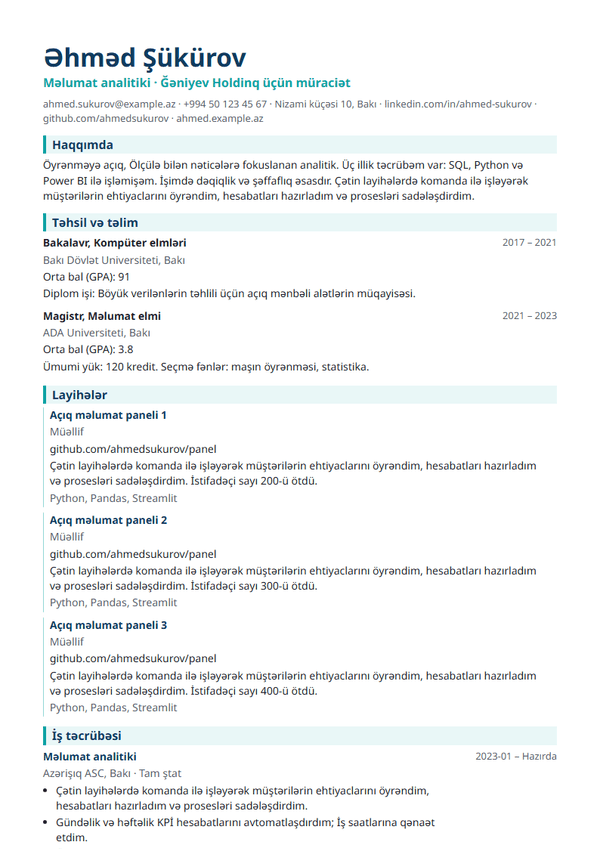 Əhməd Şükürov
Məlumat analitiki · Ğəniyev Holdinq üçün müraciət
ahmed.sukurov@example.az · +994 50 123 45 67 · Nizami küçəsi 10, Bakı · linkedin.com/in/ahmed-sukurov ·
github.com/ahmedsukurov · ahmed.example.az
Haqqımda
Öyrənməyə açıq, Ölçülə bilən nəticələrə fokuslanan analitik. Üç illik təcrübəm var: SQL, Python və
Power BI ilə işləmişəm. İşimdə dəqiqlik və şəffaflıq əsasdır. Çətin layihələrdə komanda ilə işləyərək
müştərilərin ehtiyaclarını öyrəndim, hesabatları hazırladım və prosesləri sadələşdirdim.
Təhsil və təlim
Bakalavr, Kompüter elmləri 2017 – 2021
Bakı Dövlət Universiteti, Bakı
Orta bal (GPA): 91
Diplom işi: Böyük verilənlərin təhlili üçün açıq mənbəli alətlərin müqayisəsi.
Magistr, Məlumat elmi 2021 – 2023
ADA Universiteti, Bakı
Orta bal (GPA): 3.8
Ümumi yük: 120 kredit. Seçmə fənlər: maşın öyrənməsi, statistika.
Layihələr
Açıq məlumat paneli 1
Müəllif
github.com/ahmedsukurov/panel
Çətin layihələrdə komanda ilə işləyərək müştərilərin ehtiyaclarını öyrəndim, hesabatları hazırladım
və prosesləri sadələşdirdim. İstifadəçi sayı 200-ü ötdü.
Python, Pandas, Streamlit
Açıq məlumat paneli 2
Müəllif
github.com/ahmedsukurov/panel
Çətin layihələrdə komanda ilə işləyərək müştərilərin ehtiyaclarını öyrəndim, hesabatları hazırladım
və prosesləri sadələşdirdim. İstifadəçi sayı 300-ü ötdü.
Python, Pandas, Streamlit
Açıq məlumat paneli 3
Müəllif
github.com/ahmedsukurov/panel
Çətin layihələrdə komanda ilə işləyərək müştərilərin ehtiyaclarını öyrəndim, hesabatları hazırladım
və prosesləri sadələşdirdim. İstifadəçi sayı 400-ü ötdü.
Python, Pandas, Streamlit
İş təcrübəsi
Məlumat analitiki 2023-01 – Hazırda
Azərişıq ASC, Bakı · Tam ştat
• Çətin layihələrdə komanda ilə işləyərək müştərilərin ehtiyaclarını öyrəndim,
hesabatları hazırladım və prosesləri sadələşdirdim.
• Gündəlik və həftəlik KPİ hesabatlarını avtomatlaşdırdım; İş saatlarına qənaət
etdim.